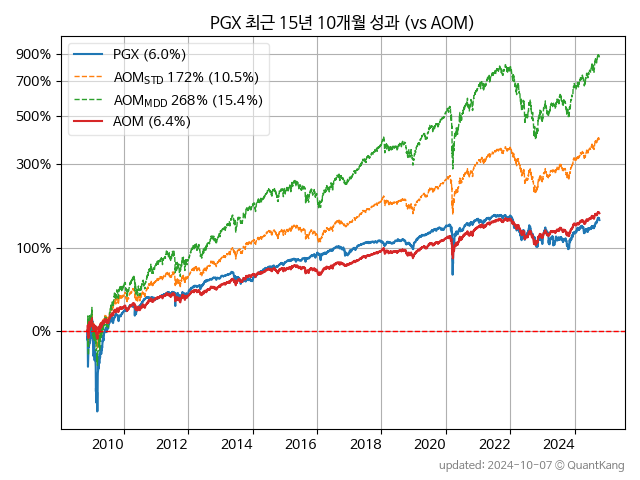 PGX 최근 15년 10개월 성과 (vs AOM)
PGX (6.0%)
AOM_STD 172% (10.5%)
AOM_MDD 268% (15.4%)
AOM (6.4%)
900%
700%
500%
300%
100%
0%
2010 2012 2014 2016 2018 2020 2022 2024
updated: 2024-10-07 © QuantKang